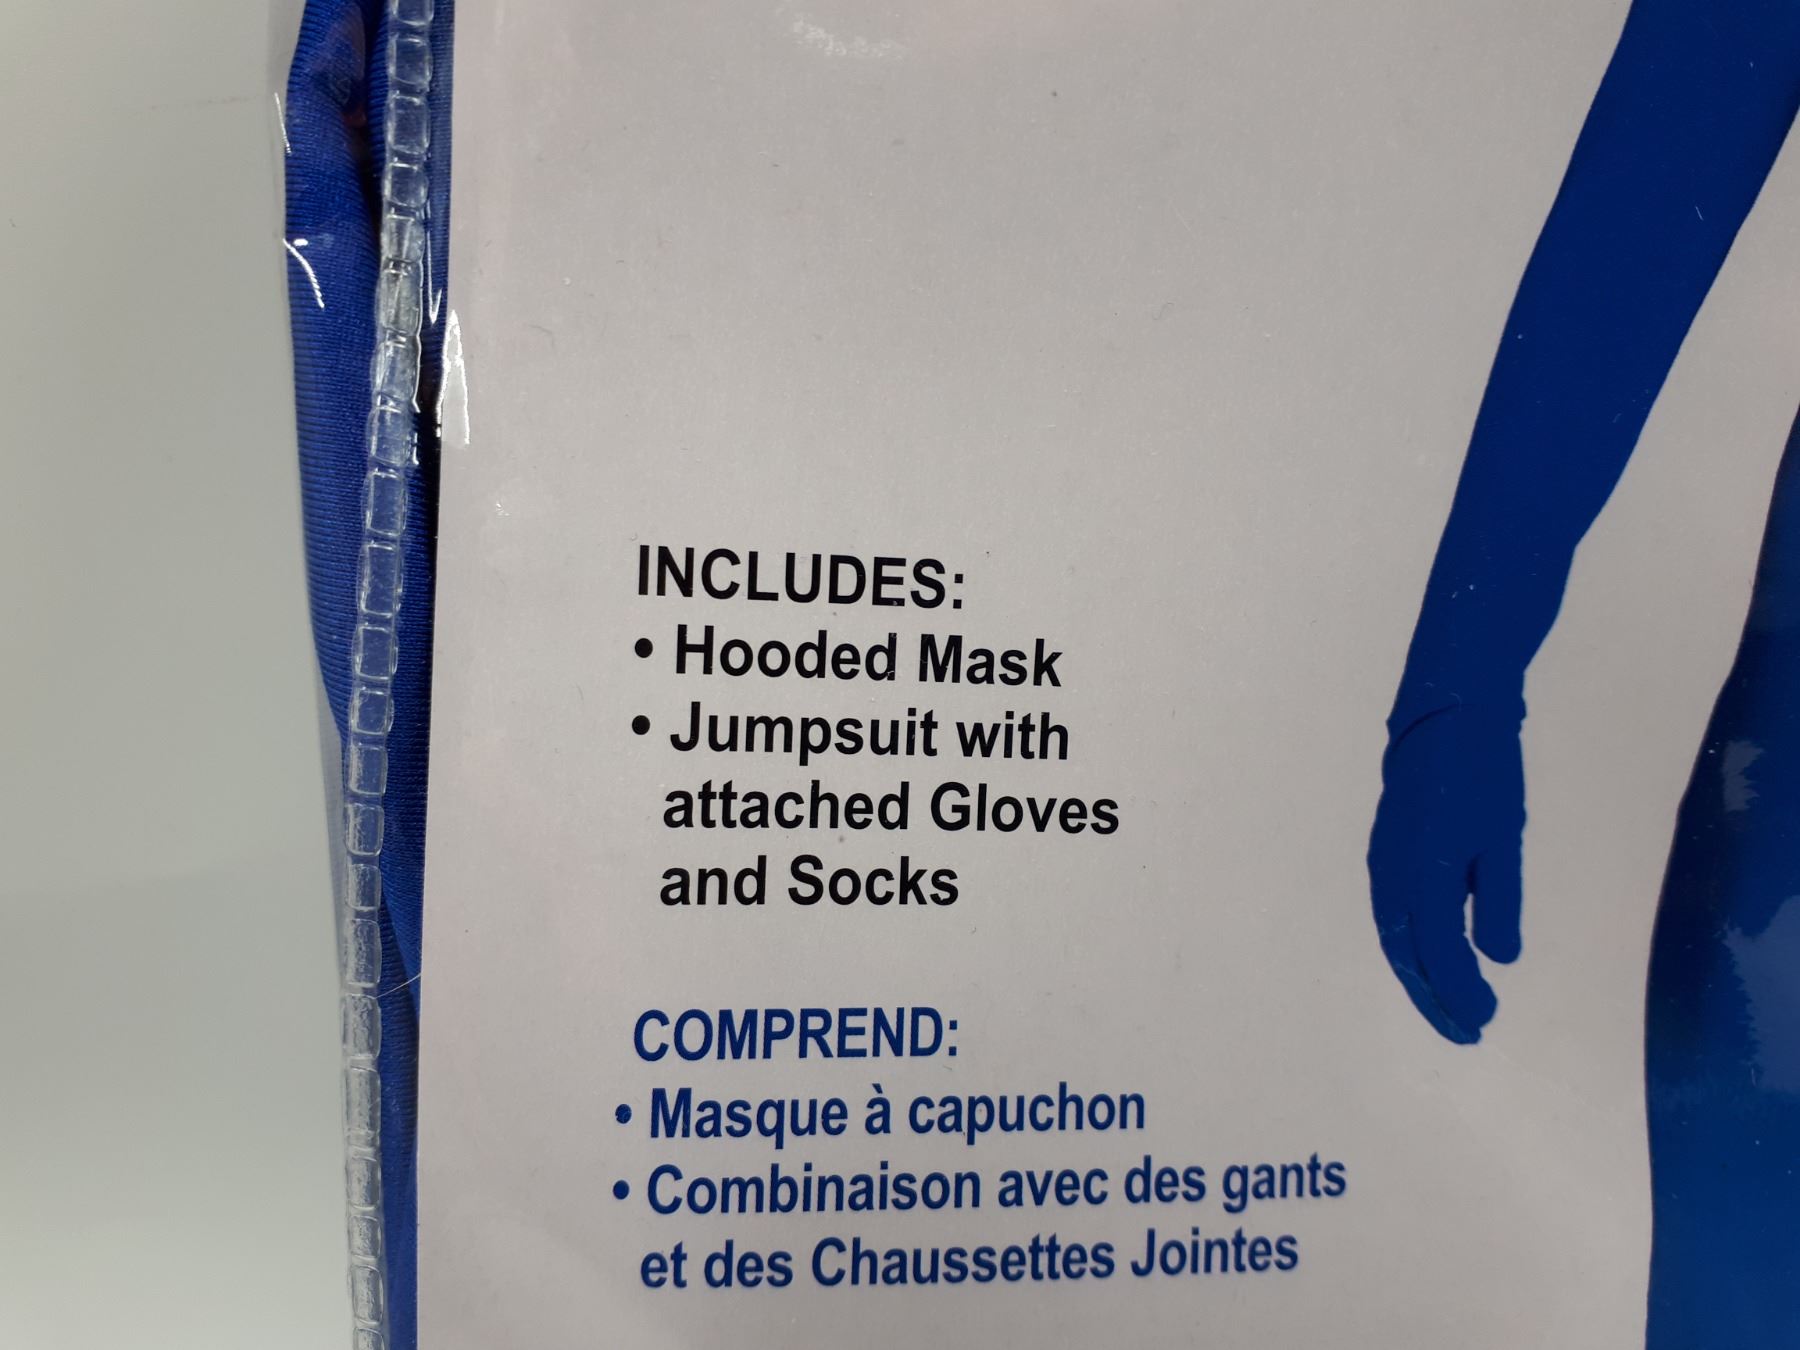 INCLUDES:
• Hooded Mask
• Jumpsuit with
attached Gloves
and Socks
COMPREND:
• Masque à capuchon
• Combinaison avec des gants
et des Chaussettes Jointes